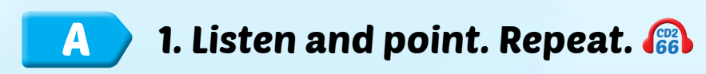 A 1. Listen and point. Repeat. CD2 66